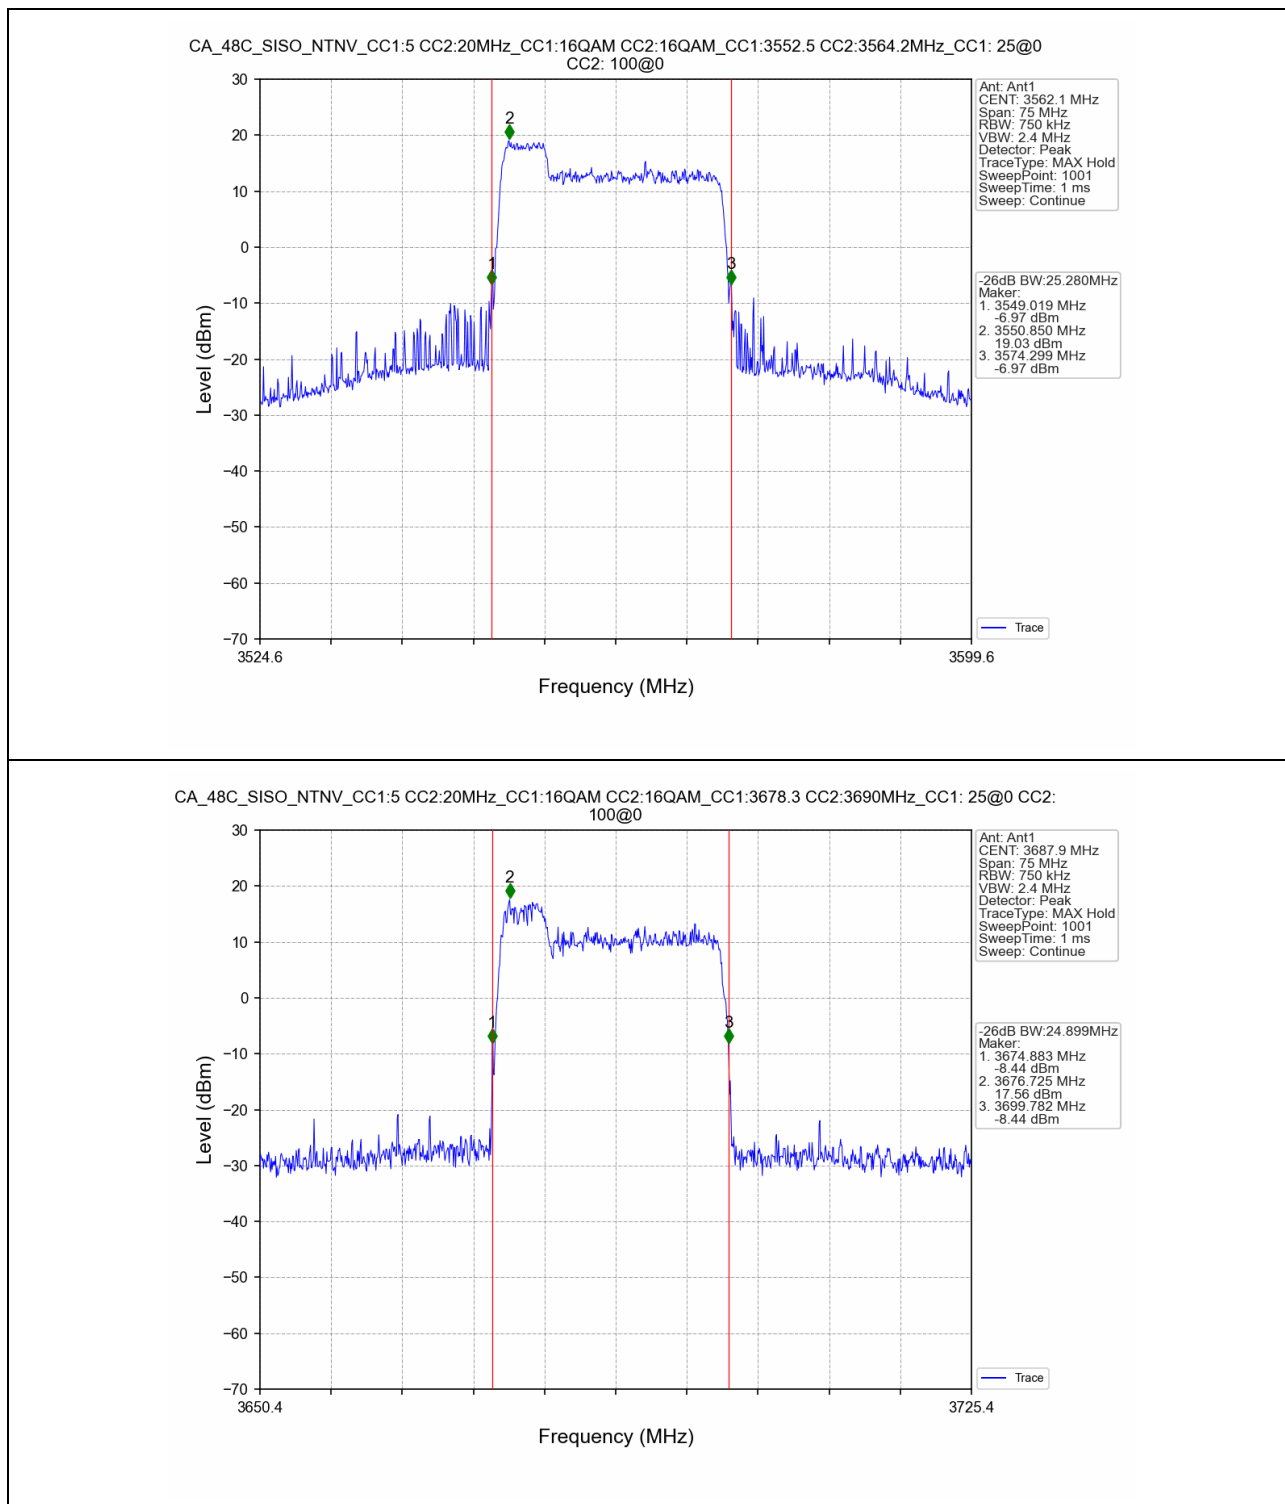 CA_48C_SISO_NTNV_CC1:5 CC2:20MHz_CC1:16QAM CC2:16QAM_CC1:3552.5 CC2:3564.2MHz_CC1: 25@0
CC2: 100@0
30
20
10
0
−10
−20
−30
−40
−50
−60
−70
Level (dBm)
2
1
3
3524.6
3599.6
Frequency (MHz)
Ant: Ant1
CENT: 3562.1 MHz
Span: 75 MHz
RBW: 750 kHz
VBW: 2.4 MHz
Detector: Peak
TraceType: MAX Hold
SweepPoint: 1001
SweepTime: 1 ms
Sweep: Continue
-26dB BW:25.280MHz
Maker:
1. 3549.019 MHz
-6.97 dBm
2. 3550.850 MHz
19.03 dBm
3. 3574.299 MHz
-6.97 dBm
Trace
CA_48C_SISO_NTNV_CC1:5 CC2:20MHz_CC1:16QAM CC2:16QAM_CC1:3678.3 CC2:3690MHz_CC1: 25@0 CC2:
100@0
30
20
10
0
−10
−20
−30
−40
−50
−60
−70
Level (dBm)
2
1
3
3650.4
3725.4
Frequency (MHz)
Ant: Ant1
CENT: 3687.9 MHz
Span: 75 MHz
RBW: 750 kHz
VBW: 2.4 MHz
Detector: Peak
TraceType: MAX Hold
SweepPoint: 1001
SweepTime: 1 ms
Sweep: Continue
-26dB BW:24.899MHz
Maker:
1. 3674.883 MHz
-8.44 dBm
2. 3676.725 MHz
17.56 dBm
3. 3699.782 MHz
-8.44 dBm
Trace